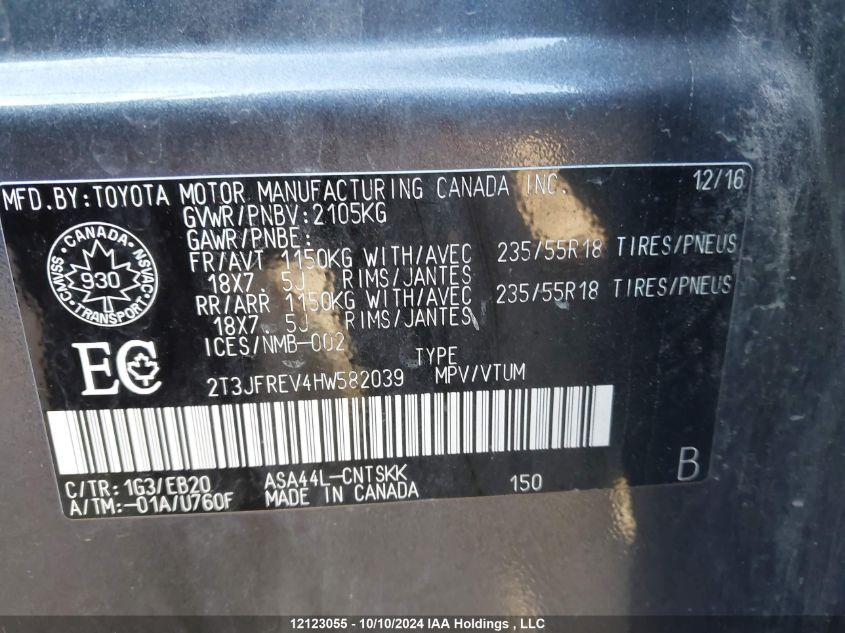 MFD.BY:TOYOTA MOTOR MANUFACTURING CANADA INC. 12/16
GVWR/PNBV:2105KG
GAWR/PNBE:
FR/AVT 1150KG WITH/AVEC 235/55R18 TIRES/PNEUS
18X7.5J RIMS/JANTES
RR/ARR 1150KG WITH/AVEC 235/55R18 TIRES/PNEUS
18X7.5J RIMS/JANTES
ICES/NMB-002
CANADA
CMVSS NSVAC
930
TRANSPORT
EC
TYPE
2T3JFREV4HW582039 MPV/VTUM
C/TR: 1G3/EB20 ASA44L-CNTSKK 150 B
A/TM:-01A/U760F MADE IN CANADA
12123055 - 10/10/2024 IAA Holdings, LLC